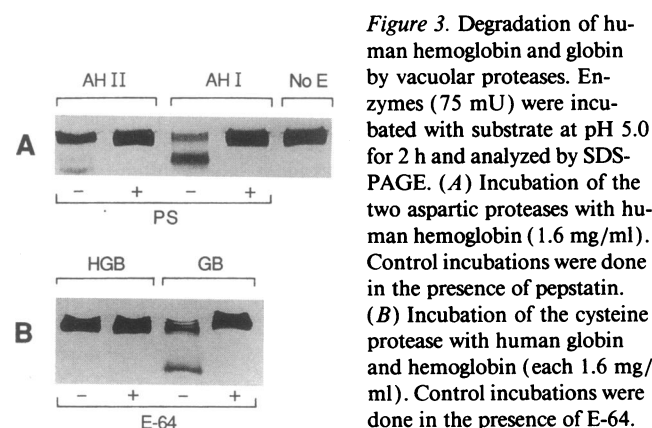 AH II AH I No E
A
− + − +
PS
HGB GB
B
− + − +
E-64
Figure 3. Degradation of hu-
man hemoglobin and globin
by vacuolar proteases. En-
zymes (75 mU) were incu-
bated with substrate at pH 5.0
for 2 h and analyzed by SDS-
PAGE. (A) Incubation of the
two aspartic proteases with hu-
man hemoglobin (1.6 mg/ml).
Control incubations were done
in the presence of pepstatin.
(B) Incubation of the cysteine
protease with human globin
and hemoglobin (each 1.6 mg/
ml). Control incubations were
done in the presence of E-64.